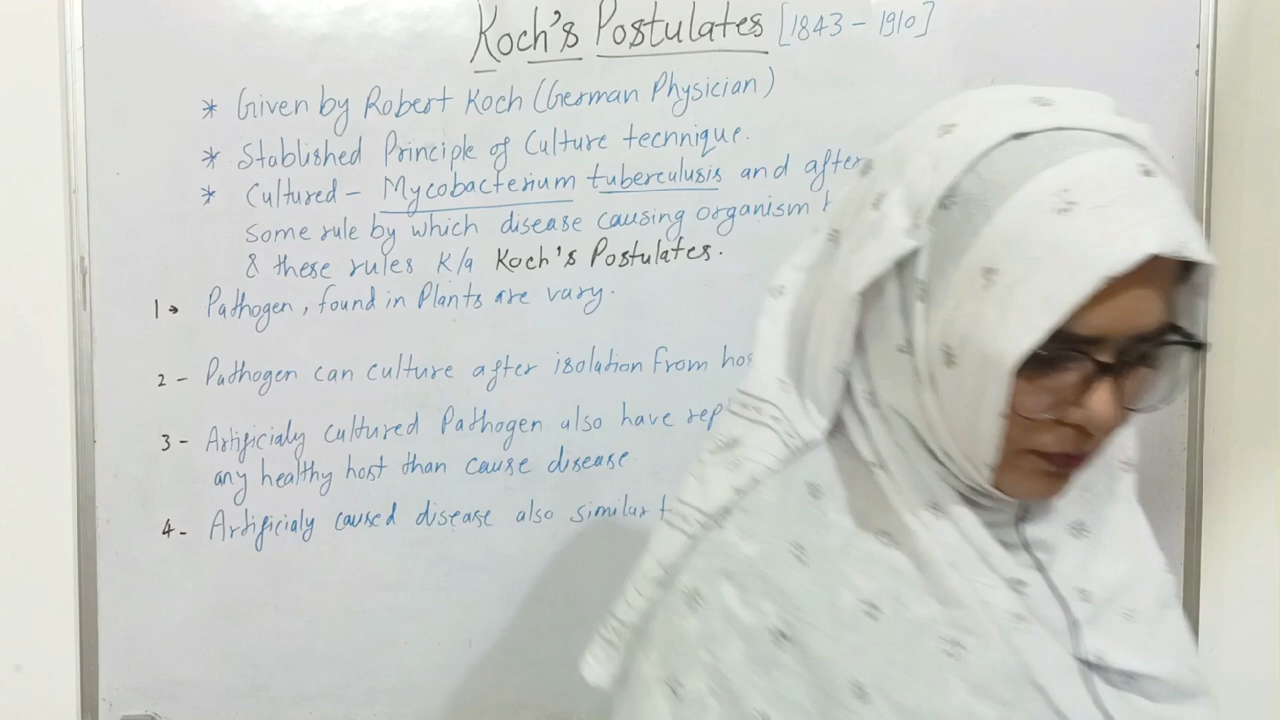 Koch's Postulates [1843 - 1910]
* Given by Robert Koch (German Physician)
* Stablished Principle of Culture technique.
* Cultured - Mycobacterium tuberculusis and after
some rule by which disease causing organism
& these rules K/a Koch's Postulates.
1 → Pathogen, found in Plants are vary.
2 - Pathogen can culture after isolation from
3 - Artificialy cultured Pathogen also have
any healthy host than cause disease
4 - Artificialy caused disease also similar